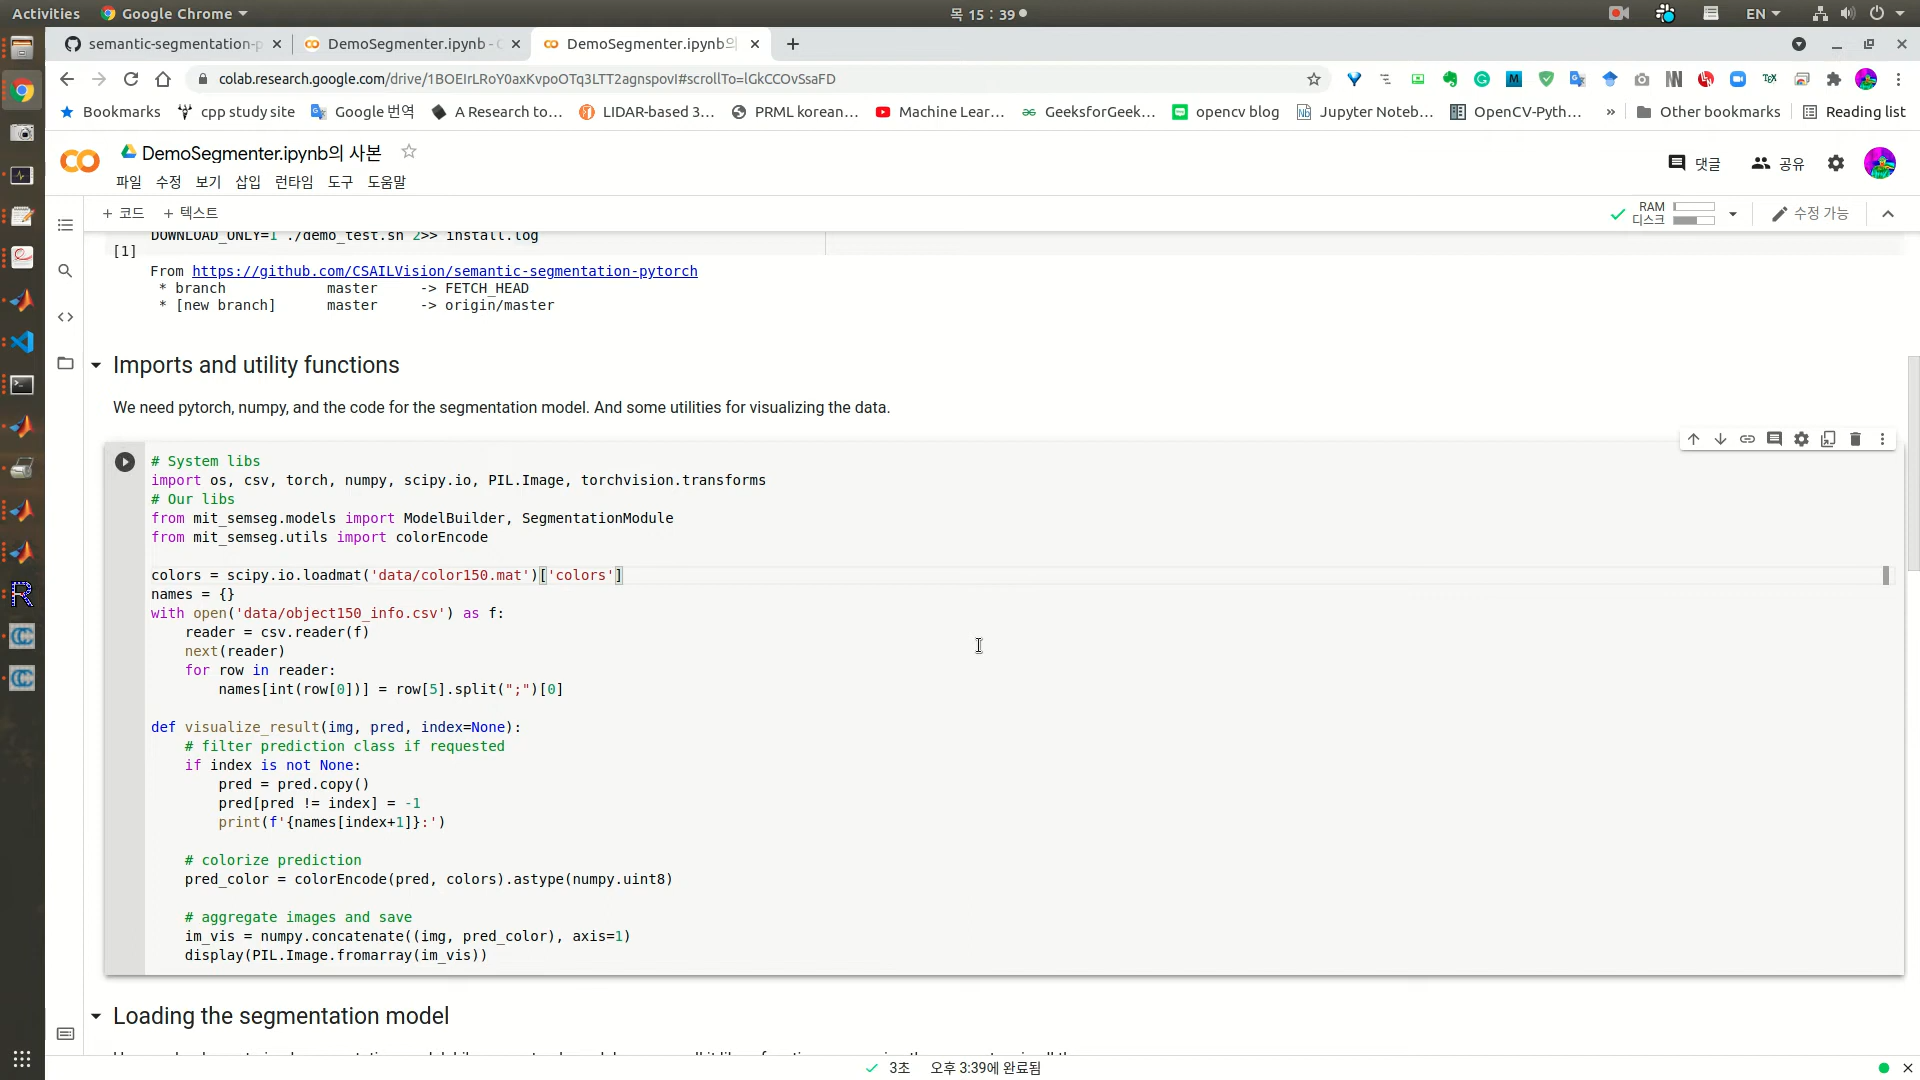 Activities
Google Chrome
목 15 : 39
EN
semantic-segmentation-p
DemoSegmenter.ipynb - C
DemoSegmenter.ipynb의
colab.research.google.com/drive/1BOEIrLRoY0axKvpoOTq3LTT2agnspovI#scrollTo=lGkCCOvSsaFD
Bookmarks
cpp study site
Google 번역
A Research to...
LIDAR-based 3...
PRML korean...
Machine Lear...
GeeksforGeek...
opencv blog
Jupyter Noteb...
OpenCV-Pyth...
»
Other bookmarks
Reading list
DemoSegmenter.ipynb의 사본
댓글
공유
파일 수정 보기 삽입 런타임 도구 도움말
+ 코드 + 텍스트
RAM
디스크
수정 가능
DOWNLOAD_ONLY=1 ./demo_test.sh 2>> install.log
[1]
From https://github.com/CSAILVision/semantic-segmentation-pytorch
* branch master -> FETCH_HEAD
* [new branch] master -> origin/master
Imports and utility functions
We need pytorch, numpy, and the code for the segmentation model. And some utilities for visualizing the data.
# System libs
import os, csv, torch, numpy, scipy.io, PIL.Image, torchvision.transforms
# Our libs
from mit_semseg.models import ModelBuilder, SegmentationModule
from mit_semseg.utils import colorEncode
colors = scipy.io.loadmat('data/color150.mat')['colors']
names = {}
with open('data/object150_info.csv') as f:
    reader = csv.reader(f)
    next(reader)
    for row in reader:
        names[int(row[0])] = row[5].split(";")[0]
def visualize_result(img, pred, index=None):
    # filter prediction class if requested
    if index is not None:
        pred = pred.copy()
        pred[pred != index] = -1
        print(f'{names[index+1]}:')
    # colorize prediction
    pred_color = colorEncode(pred, colors).astype(numpy.uint8)
    # aggregate images and save
    im_vis = numpy.concatenate((img, pred_color), axis=1)
    display(PIL.Image.fromarray(im_vis))
Loading the segmentation model
3초 오후 3:39에 완료됨